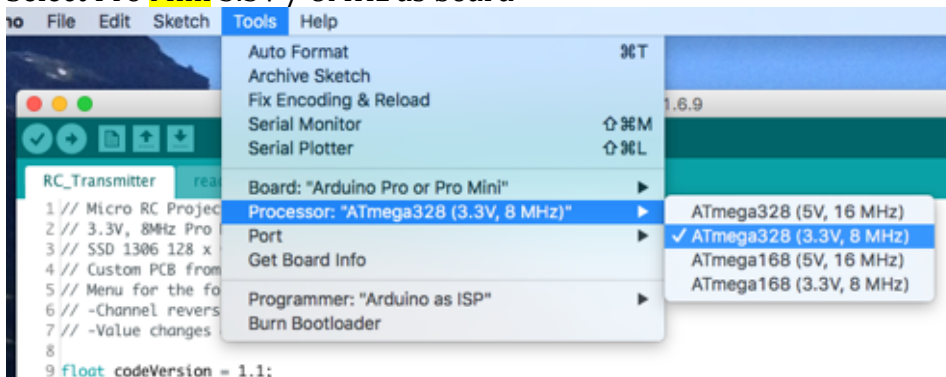 Select Pro Mini 3.3V / 8MHz as board
no File Edit Sketch Tools Help
Auto Format ⌘T
Archive Sketch
Fix Encoding & Reload
1.6.9
Serial Monitor ⇧⌘M
Serial Plotter ⇧⌘L
RC_Transmitter
Board: "Arduino Pro or Pro Mini"
Processor: "ATmega328 (3.3V, 8 MHz)"
Port
Get Board Info
Programmer: "Arduino as ISP"
Burn Bootloader
ATmega328 (5V, 16 MHz)
✓ ATmega328 (3.3V, 8 MHz)
ATmega168 (5V, 16 MHz)
ATmega168 (3.3V, 8 MHz)
1 // Micro RC Projec
2 // 3.3V, 8MHz Pro
3 // SSD 1306 128 x
4 // Custom PCB from
5 // Menu for the fo
6 // -Channel revers
7 // -Value changes
8
9 float codeVersion = 1.1;